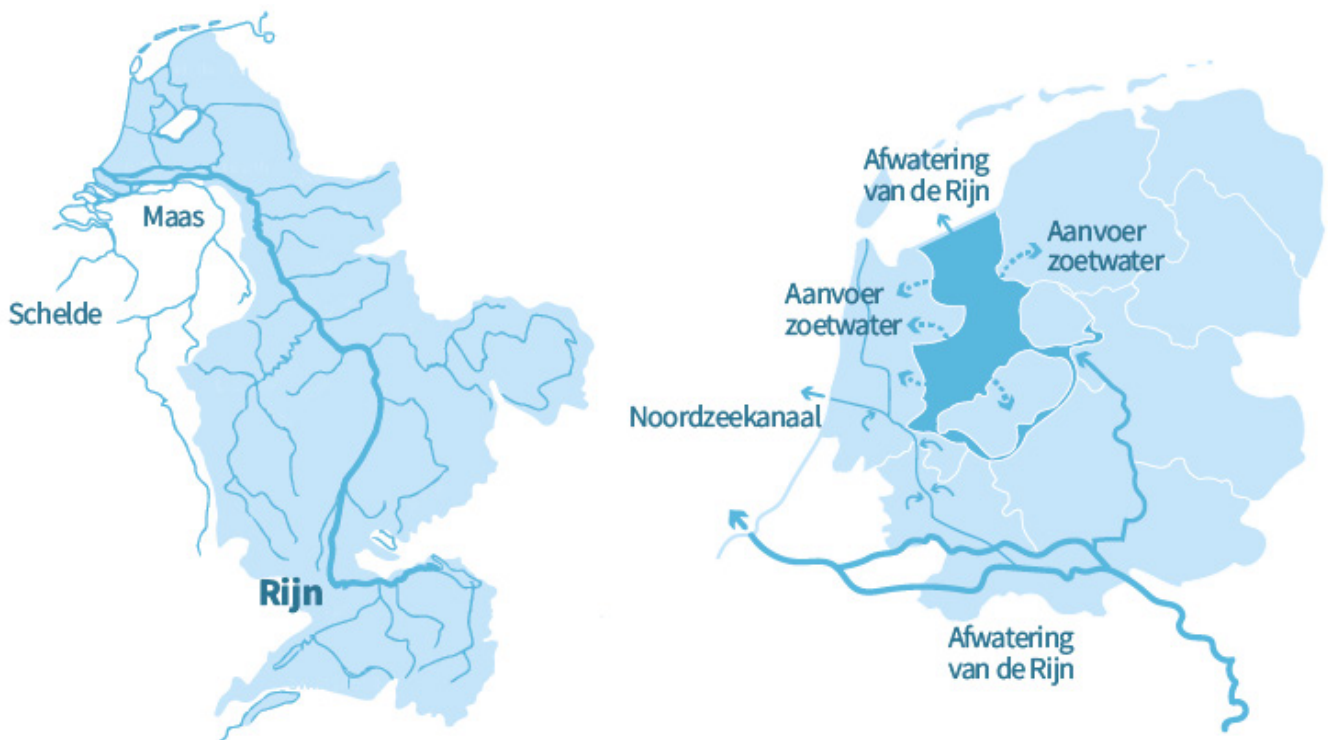 Maas
Schelde
Rijn
Afwatering
van de Rijn
Aanvoer
zoetwater
Aanvoer
zoetwater
Noordzeekanaal
Afwatering
van de Rijn